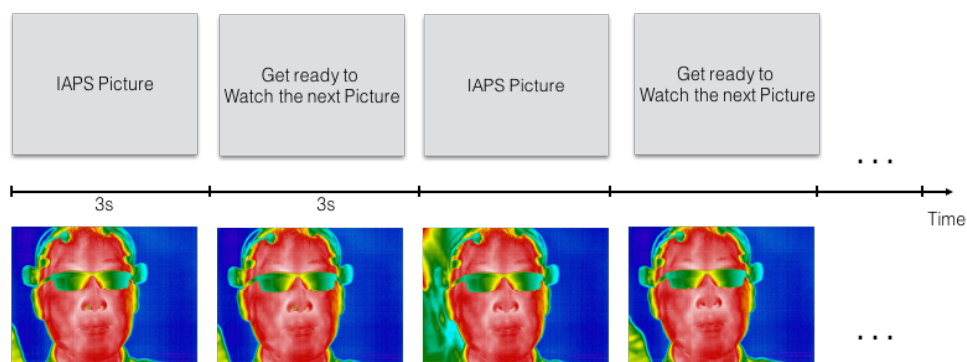 IAPS Picture
Get ready to
Watch the next Picture
IAPS Picture
Get ready to
Watch the next Picture
. . .
3s
3s
Time
. . .